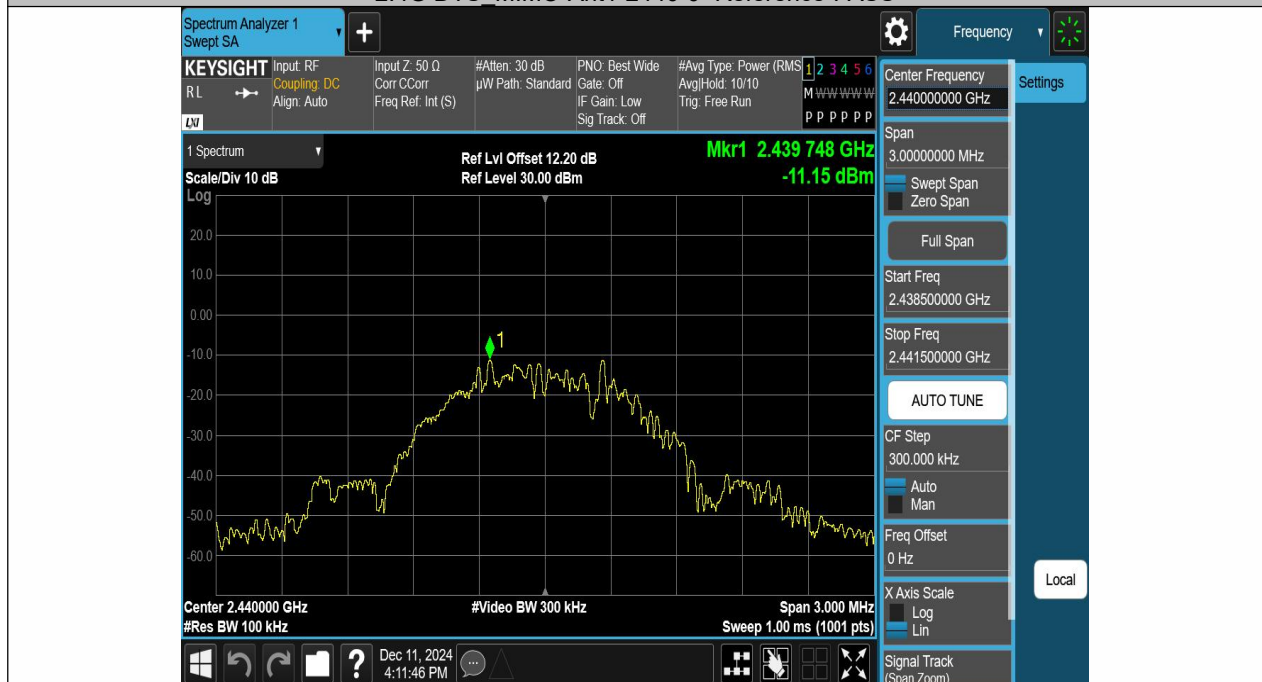 Spectrum Analyzer 1
Swept SA
+
Frequency
KEYSIGHT
RL
LXI
Input: RF
Coupling: DC
Align: Auto
Input Z: 50 Ω
Corr CCorr
Freq Ref: Int (S)
#Atten: 30 dB
µW Path: Standard
PNO: Best Wide
Gate: Off
IF Gain: Low
Sig Track: Off
#Avg Type: Power (RMS
Avg|Hold: 10/10
Trig: Free Run
1 2 3 4 5 6
M W W W W W
P P P P P P
1 Spectrum
Scale/Div 10 dB
Log
Ref Lvl Offset 12.20 dB
Ref Level 30.00 dBm
Mkr1 2.439 748 GHz
-11.15 dBm
20.0
10.0
0.00
-10.0
-20.0
-30.0
-40.0
-50.0
-60.0
1
Center 2.440000 GHz
#Res BW 100 kHz
#Video BW 300 kHz
Span 3.000 MHz
Sweep 1.00 ms (1001 pts)
Center Frequency
2.440000000 GHz
Settings
Span
3.00000000 MHz
Swept Span
Zero Span
Full Span
Start Freq
2.438500000 GHz
Stop Freq
2.441500000 GHz
AUTO TUNE
CF Step
300.000 kHz
Auto
Man
Freq Offset
0 Hz
X Axis Scale
Log
Lin
Local
Signal Track
(Span Zoom)
?
Dec 11, 2024
4:11:46 PM